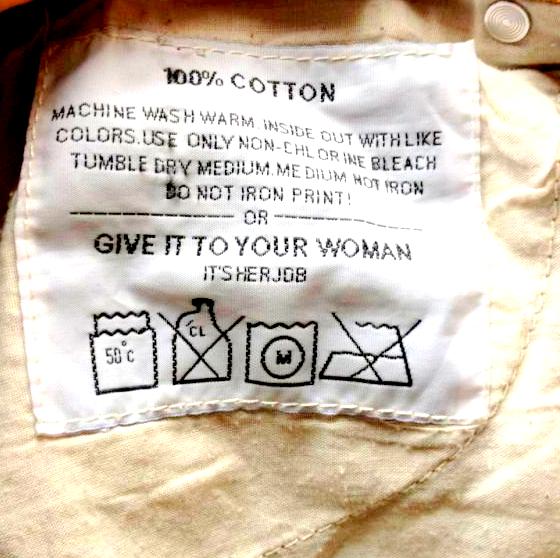 100% COTTON
MACHINE WASH WARM. INSIDE OUT WITH LIKE
COLORS. USE ONLY NON-CHLORINE BLEACH
TUMBLE DRY MEDIUM. MEDIUM HOT IRON
DO NOT IRON PRINT!
OR
GIVE IT TO YOUR WOMAN
IT'S HER JOB
50°C CL M